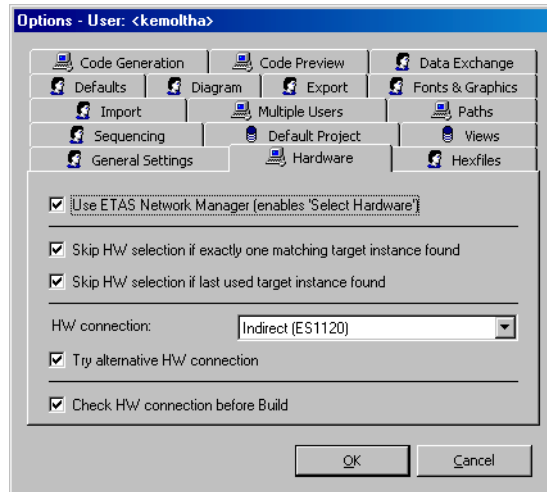 Options - User: <kemoltha>
Code Generation Code Preview Data Exchange
Defaults Diagram Export Fonts & Graphics
Import Multiple Users Paths
Sequencing Default Project Views
General Settings Hardware Hexfiles
Use ETAS Network Manager (enables 'Select Hardware')
Skip HW selection if exactly one matching target instance found
Skip HW selection if last used target instance found
HW connection: Indirect (ES1120)
Try alternative HW connection
Check HW connection before Build
OK Cancel